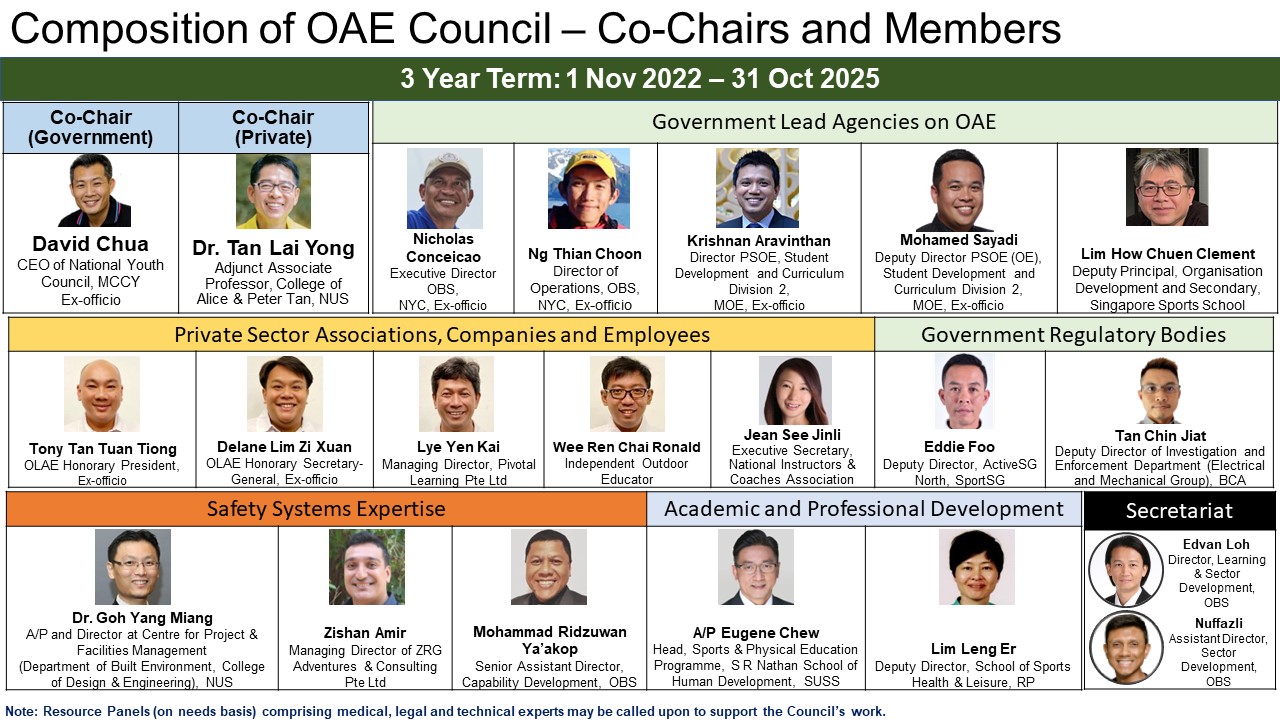 Composition of OAE Council – Co-Chairs and Members
3 Year Term: 1 Nov 2022 – 31 Oct 2025
Co-Chair
(Government)
David Chua
CEO of National Youth
Council, MCCY
Ex-officio
Co-Chair
(Private)
Dr. Tan Lai Yong
Adjunct Associate
Professor, College of
Alice & Peter Tan, NUS
Government Lead Agencies on OAE
Nicholas
Conceicao
Executive Director
OBS,
NYC, Ex-officio
Ng Thian Choon
Director of
Operations, OBS,
NYC, Ex-officio
Krishnan Aravinthan
Director PSOE, Student
Development and Curriculum
Division 2,
MOE, Ex-officio
Mohamed Sayadi
Deputy Director PSOE (OE),
Student Development and
Curriculum Division 2,
MOE, Ex-officio
Lim How Chuen Clement
Deputy Principal, Organisation
Development and Secondary,
Singapore Sports School
Private Sector Associations, Companies and Employees
Tony Tan Tuan Tiong
OLAE Honorary President,
Ex-officio
Delane Lim Zi Xuan
OLAE Honorary Secretary-
General, Ex-officio
Lye Yen Kai
Managing Director, Pivotal
Learning Pte Ltd
Wee Ren Chai Ronald
Independent Outdoor
Educator
Jean See Jinli
Executive Secretary,
National Instructors &
Coaches Association
Government Regulatory Bodies
Eddie Foo
Deputy Director, ActiveSG
North, SportSG
Tan Chin Jiat
Deputy Director of Investigation and
Enforcement Department (Electrical
and Mechanical Group), BCA
Safety Systems Expertise
Dr. Goh Yang Miang
A/P and Director at Centre for Project &
Facilities Management
(Department of Built Environment, College
of Design & Engineering), NUS
Zishan Amir
Managing Director of ZRG
Adventures & Consulting
Pte Ltd
Mohammad Ridzuwan
Ya’akop
Senior Assistant Director,
Capability Development, OBS
Academic and Professional Development
A/P Eugene Chew
Head, Sports & Physical Education
Programme, S R Nathan School of
Human Development, SUSS
Lim Leng Er
Deputy Director, School of Sports
Health & Leisure, RP
Secretariat
Edvan Loh
Director, Learning
& Sector
Development,
OBS
Nuffazli
Assistant Director,
Sector
Development,
OBS
Note: Resource Panels (on needs basis) comprising medical, legal and technical experts may be called upon to support the Council’s work.